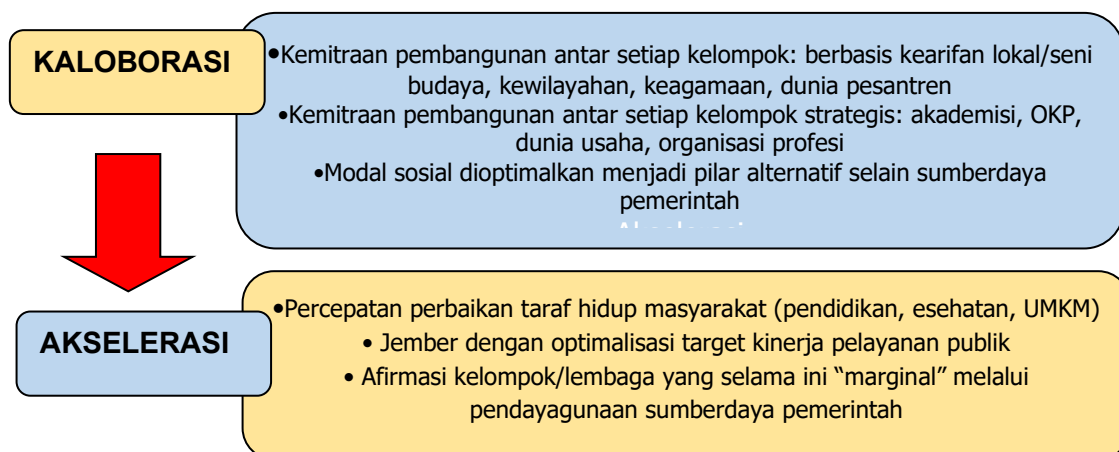 KALOBORASI
•Kemitraan pembangunan antar setiap kelompok: berbasis kearifan lokal/seni
budaya, kewilayahan, keagamaan, dunia pesantren
•Kemitraan pembangunan antar setiap kelompok strategis: akademisi, OKP,
dunia usaha, organisasi profesi
•Modal sosial dioptimalkan menjadi pilar alternatif selain sumberdaya
pemerintah
AKSELERASI
•Percepatan perbaikan taraf hidup masyarakat (pendidikan, esehatan, UMKM)
• Jember dengan optimalisasi target kinerja pelayanan publik
• Afirmasi kelompok/lembaga yang selama ini “marginal” melalui
pendayagunaan sumberdaya pemerintah